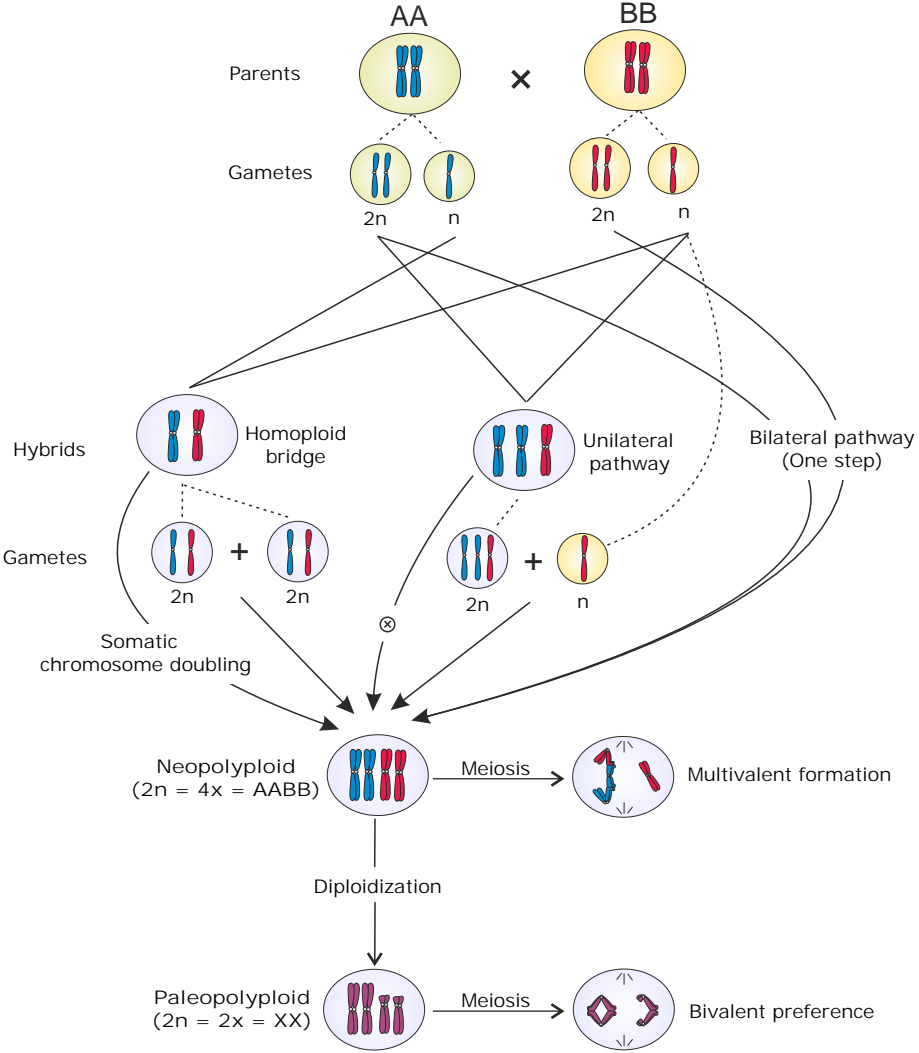 AA
BB
Parents
×
Gametes
2n
n
2n
n
Hybrids
Homoploid
bridge
Unilateral
pathway
Bilateral pathway
(One step)
Gametes
+
+
2n
2n
2n
n
Somatic
chromosome doubling
Neopolyploid
(2n = 4x = AABB)
Meiosis
Multivalent formation
Diploidization
Paleopolyploid
(2n = 2x = XX)
Meiosis
Bivalent preference